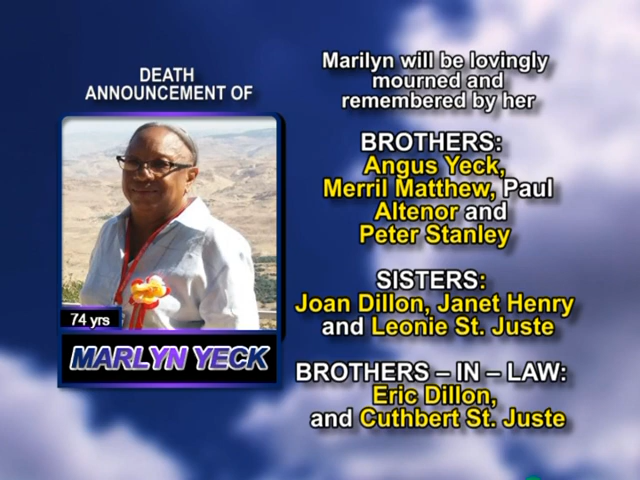 DEATH
ANNOUNCEMENT OF
74 yrs
MARLYN YECK
Marilyn will be lovingly
mourned and
remembered by her
BROTHERS:
Angus Yeck,
Merril Matthew, Paul
Altenor and
Peter Stanley
SISTERS:
Joan Dillon, Janet Henry
and Leonie St. Juste
BROTHERS – IN – LAW:
Eric Dillon,
and Cuthbert St. Juste